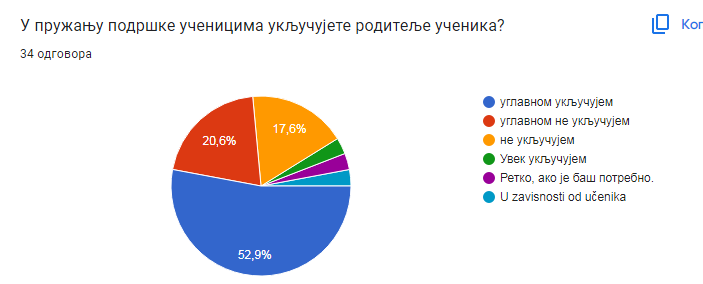 У пружању подршке ученицима укључујете родитеље ученика?
Kor
34 одговора
углавном укључујем
углавном не укључујем
не укључујем
Увек укључујем
Ретко, ако је баш потребно.
U zavisnosti od učenika
20,6%
17,6%
52,9%